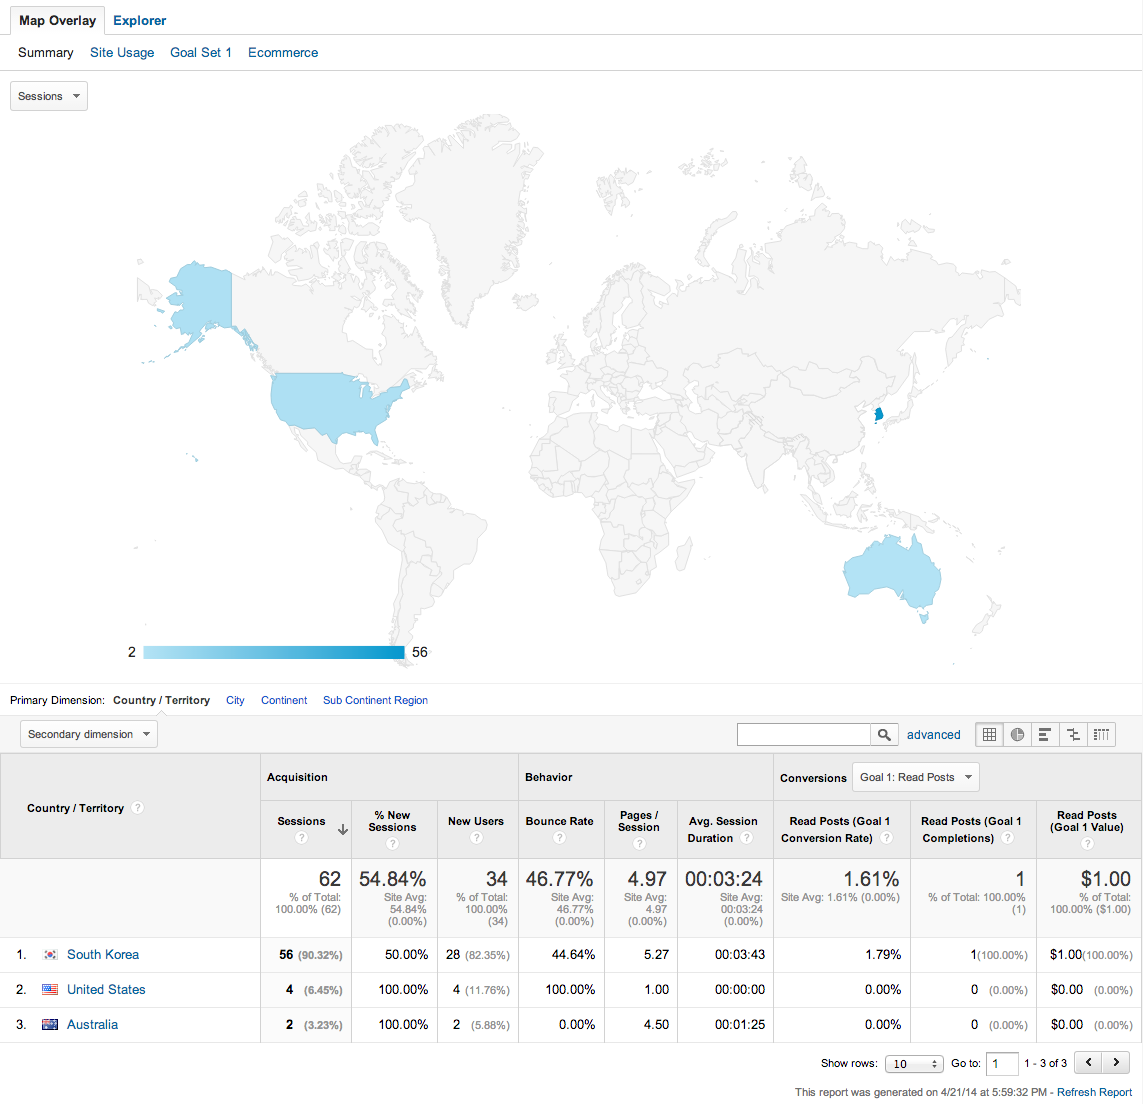 Map Overlay Explorer
Summary Site Usage Goal Set 1 Ecommerce
Sessions
2 56
Primary Dimension: Country / Territory City Continent Sub Continent Region
Secondary dimension advanced
Acquisition Behavior Conversions Goal 1: Read Posts
Country / Territory ?
Sessions ?
% New Sessions ?
New Users ?
Bounce Rate ?
Pages / Session ?
Avg. Session Duration ?
Read Posts (Goal 1 Conversion Rate) ?
Read Posts (Goal 1 Completions) ?
Read Posts (Goal 1 Value) ?
62 54.84% 34 46.77% 4.97 00:03:24 1.61% 1 $1.00
% of Total: 100.00% (62)
Site Avg: 54.84% (0.00%)
% of Total: 100.00% (34)
Site Avg: 46.77% (0.00%)
Site Avg: 4.97 (0.00%)
Site Avg: 00:03:24 (0.00%)
Site Avg: 1.61% (0.00%)
% of Total: 100.00% (1)
% of Total: 100.00% ($1.00)
1. South Korea 56 (90.32%) 50.00% 28 (82.35%) 44.64% 5.27 00:03:43 1.79% 1(100.00%) $1.00(100.00%)
2. United States 4 (6.45%) 100.00% 4 (11.76%) 100.00% 1.00 00:00:00 0.00% 0 (0.00%) $0.00 (0.00%)
3. Australia 2 (3.23%) 100.00% 2 (5.88%) 0.00% 4.50 00:01:25 0.00% 0 (0.00%) $0.00 (0.00%)
Show rows: 10 Go to: 1 1 - 3 of 3
This report was generated on 4/21/14 at 5:59:32 PM - Refresh Report